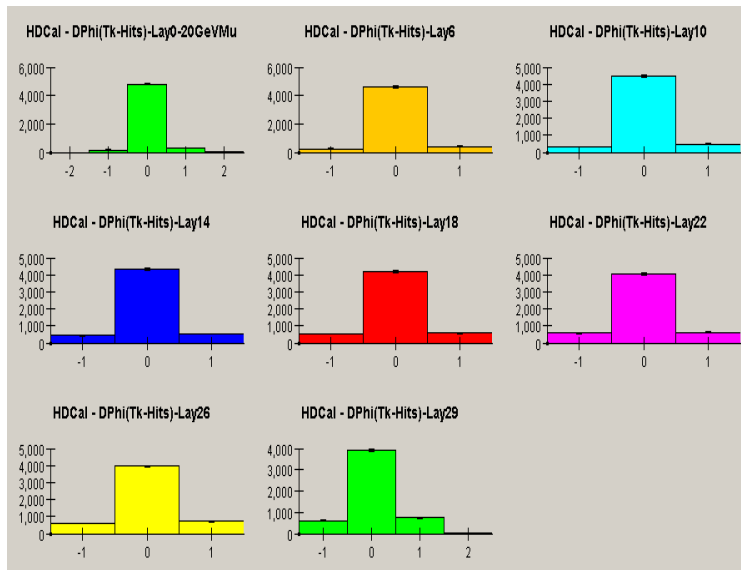 HDCal - DPhi(Tk-Hits)-Lay0-20GeVMu
HDCal - DPhi(Tk-Hits)-Lay6
HDCal - DPhi(Tk-Hits)-Lay10
6,000
4,000
2,000
0
-2 -1 0 1 2
6,000
4,000
2,000
0
-1 0 1
5,000
4,000
3,000
2,000
1,000
0
-1 0 1
HDCal - DPhi(Tk-Hits)-Lay14
HDCal - DPhi(Tk-Hits)-Lay18
HDCal - DPhi(Tk-Hits)-Lay22
5,000
4,000
3,000
2,000
1,000
0
-1 0 1
5,000
4,000
3,000
2,000
1,000
0
-1 0 1
5,000
4,000
3,000
2,000
1,000
0
-1 0 1
HDCal - DPhi(Tk-Hits)-Lay26
HDCal - DPhi(Tk-Hits)-Lay29
5,000
4,000
3,000
2,000
1,000
0
-1 0 1
4,000
3,000
2,000
1,000
0
-1 0 1 2